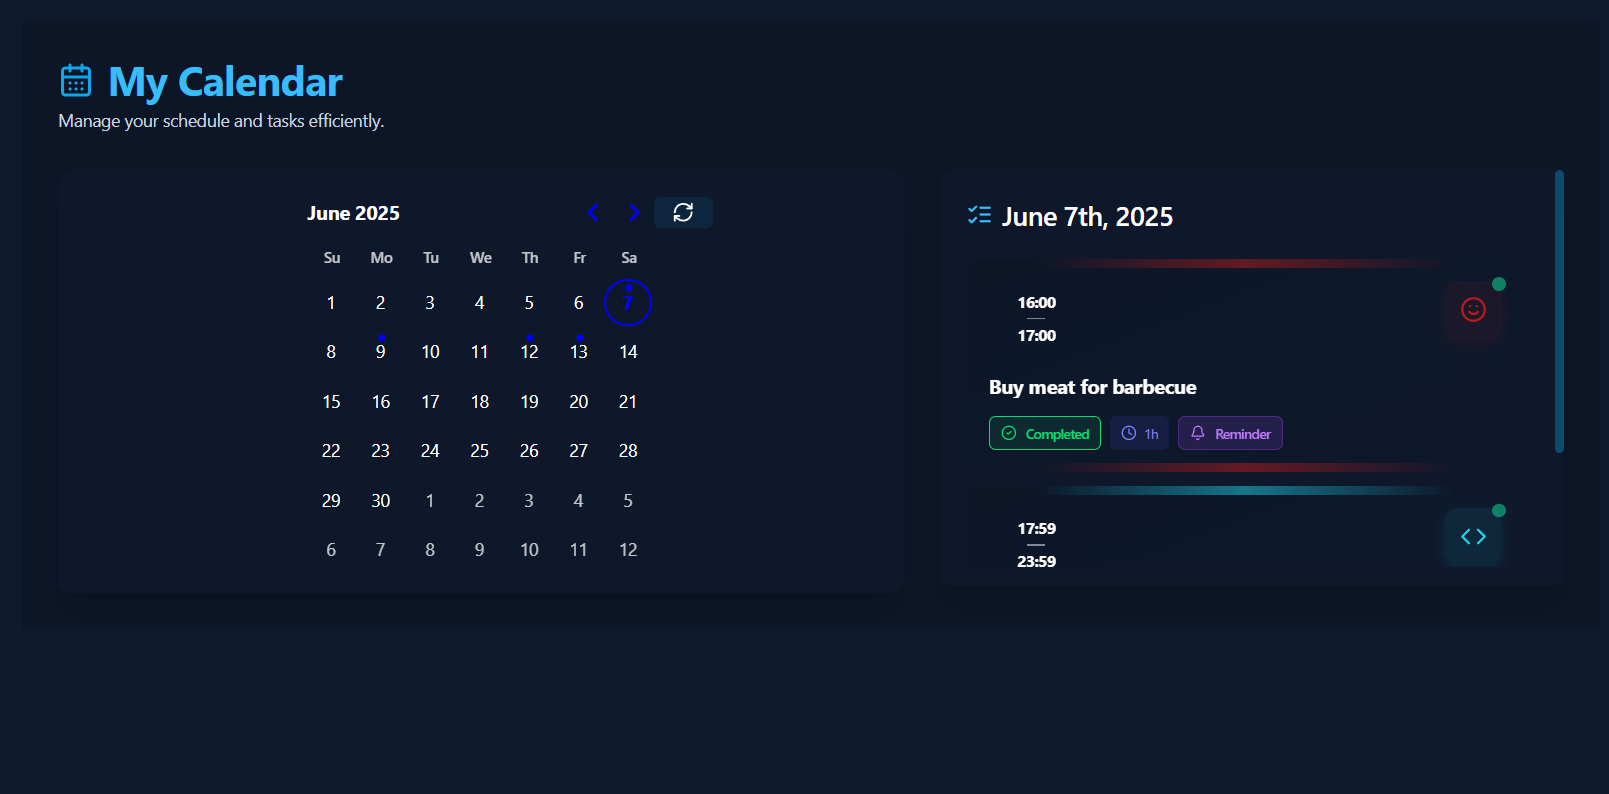 My Calendar
Manage your schedule and tasks efficiently.
June 2025
Su Mo Tu We Th Fr Sa
1 2 3 4 5 6 7
8 9 10 11 12 13 14
15 16 17 18 19 20 21
22 23 24 25 26 27 28
29 30 1 2 3 4 5
6 7 8 9 10 11 12
June 7th, 2025
16:00
17:00
Buy meat for barbecue
Completed 1h Reminder
17:59
23:59